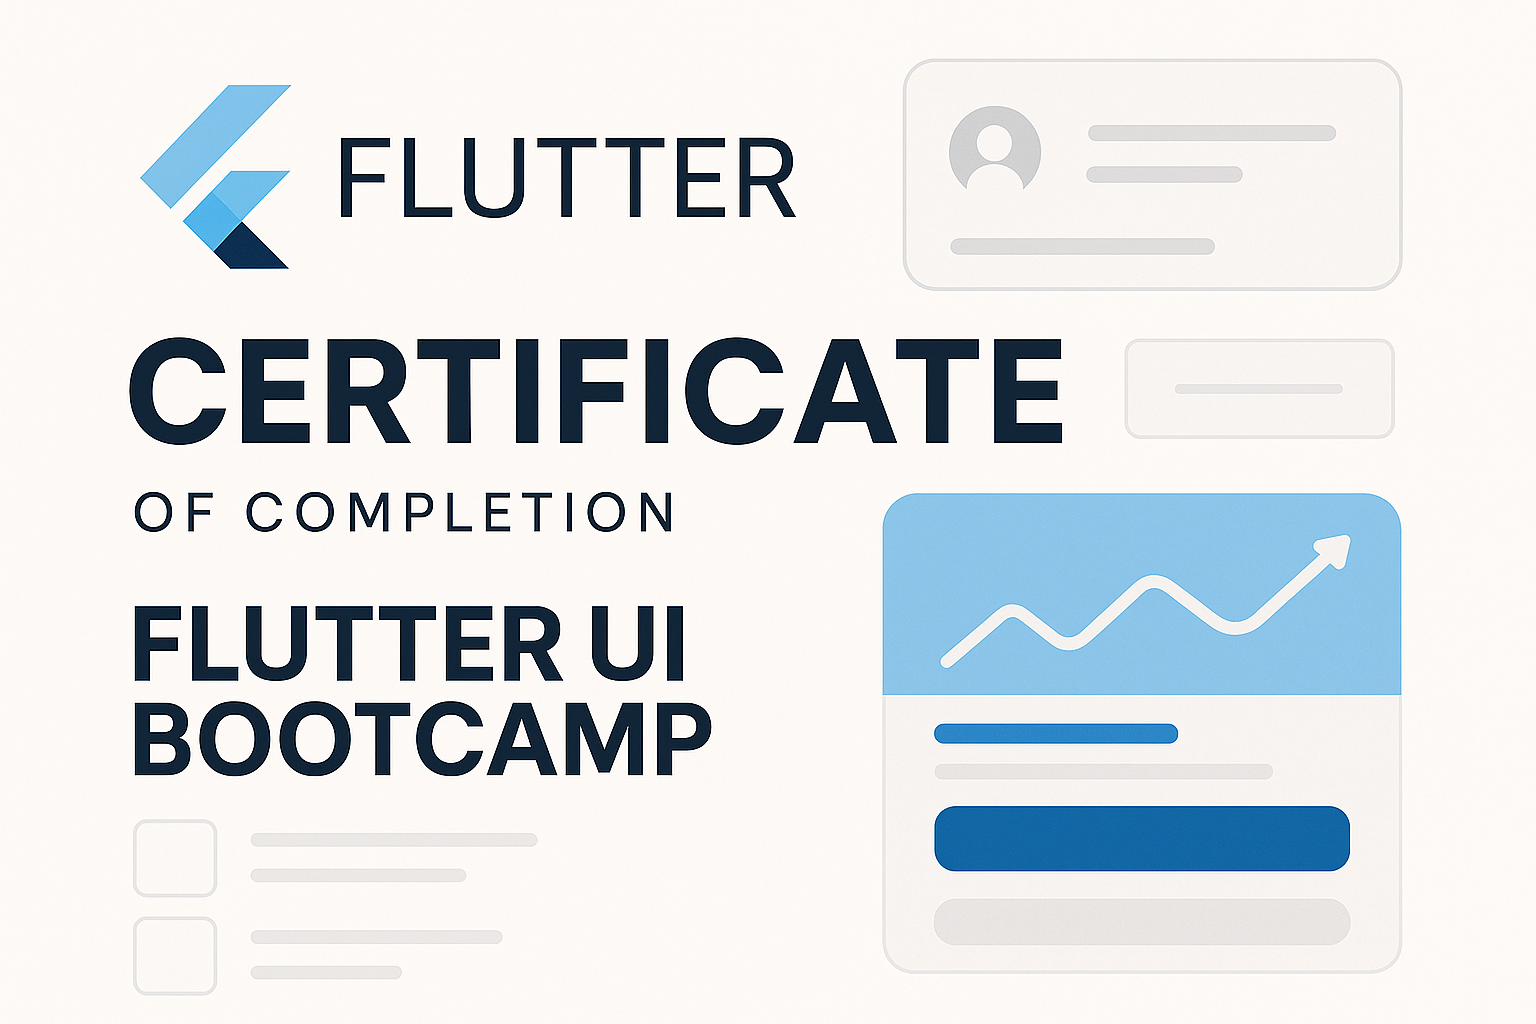 FLUTTER
CERTIFICATE
OF COMPLETION
FLUTTER UI
BOOTCAMP